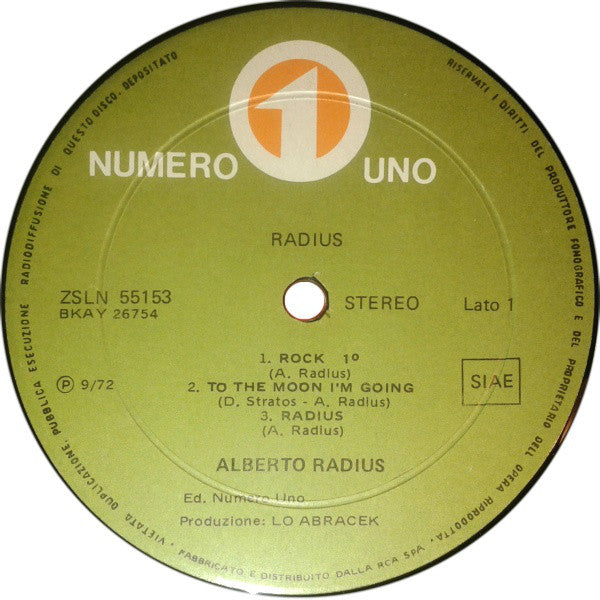 NUMERO 1 UNO
RADIUS
ZSLN 55153
BKAY 26754
STEREO
Lato 1
1. ROCK 1º
(A. Radius)
2. TO THE MOON I'M GOING
(D. Stratos - A. Radius)
3. RADIUS
(A. Radius)
Ⓟ 9/72
SIAE
ALBERTO RADIUS
Ed. Numero Uno
Produzione: LO ABRACEK
RISERVATI I DIRITTI DEL PRODUTTORE FONOGRAFICO E DEL PROPRIETARIO DELL'OPERA RIPRODOTTA - VIETATA DUPLICAZIONE, PUBBLICA ESECUZIONE RADIODIFFUSIONE DI QUESTO DISCO. DEPOSITATO
• FABBRICATO E DISTRIBUITO DALLA RCA SPA •